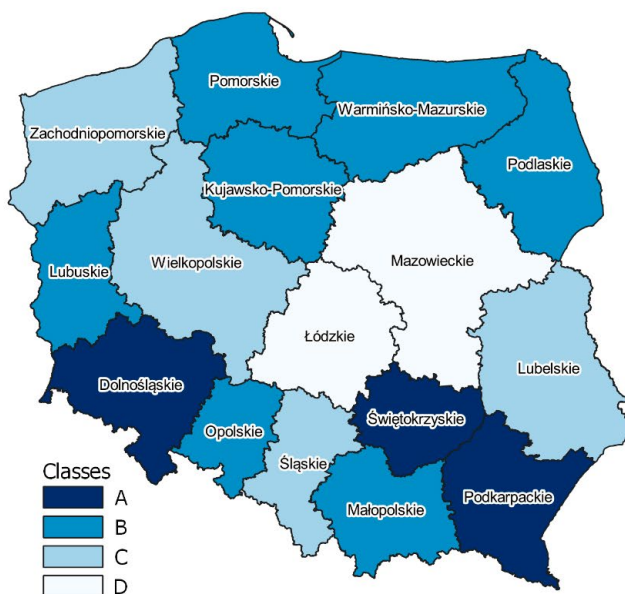 Pomorskie
Warmińsko-Mazurskie
Zachodniopomorskie
Podlaskie
Kujawsko-Pomorskie
Wielkopolskie
Mazowieckie
Lubuskie
Łódzkie
Lubelskie
Dolnośląskie
Świętokrzyskie
Opolskie
Śląskie
Podkarpackie
Małopolskie
Classes
A
B
C
D